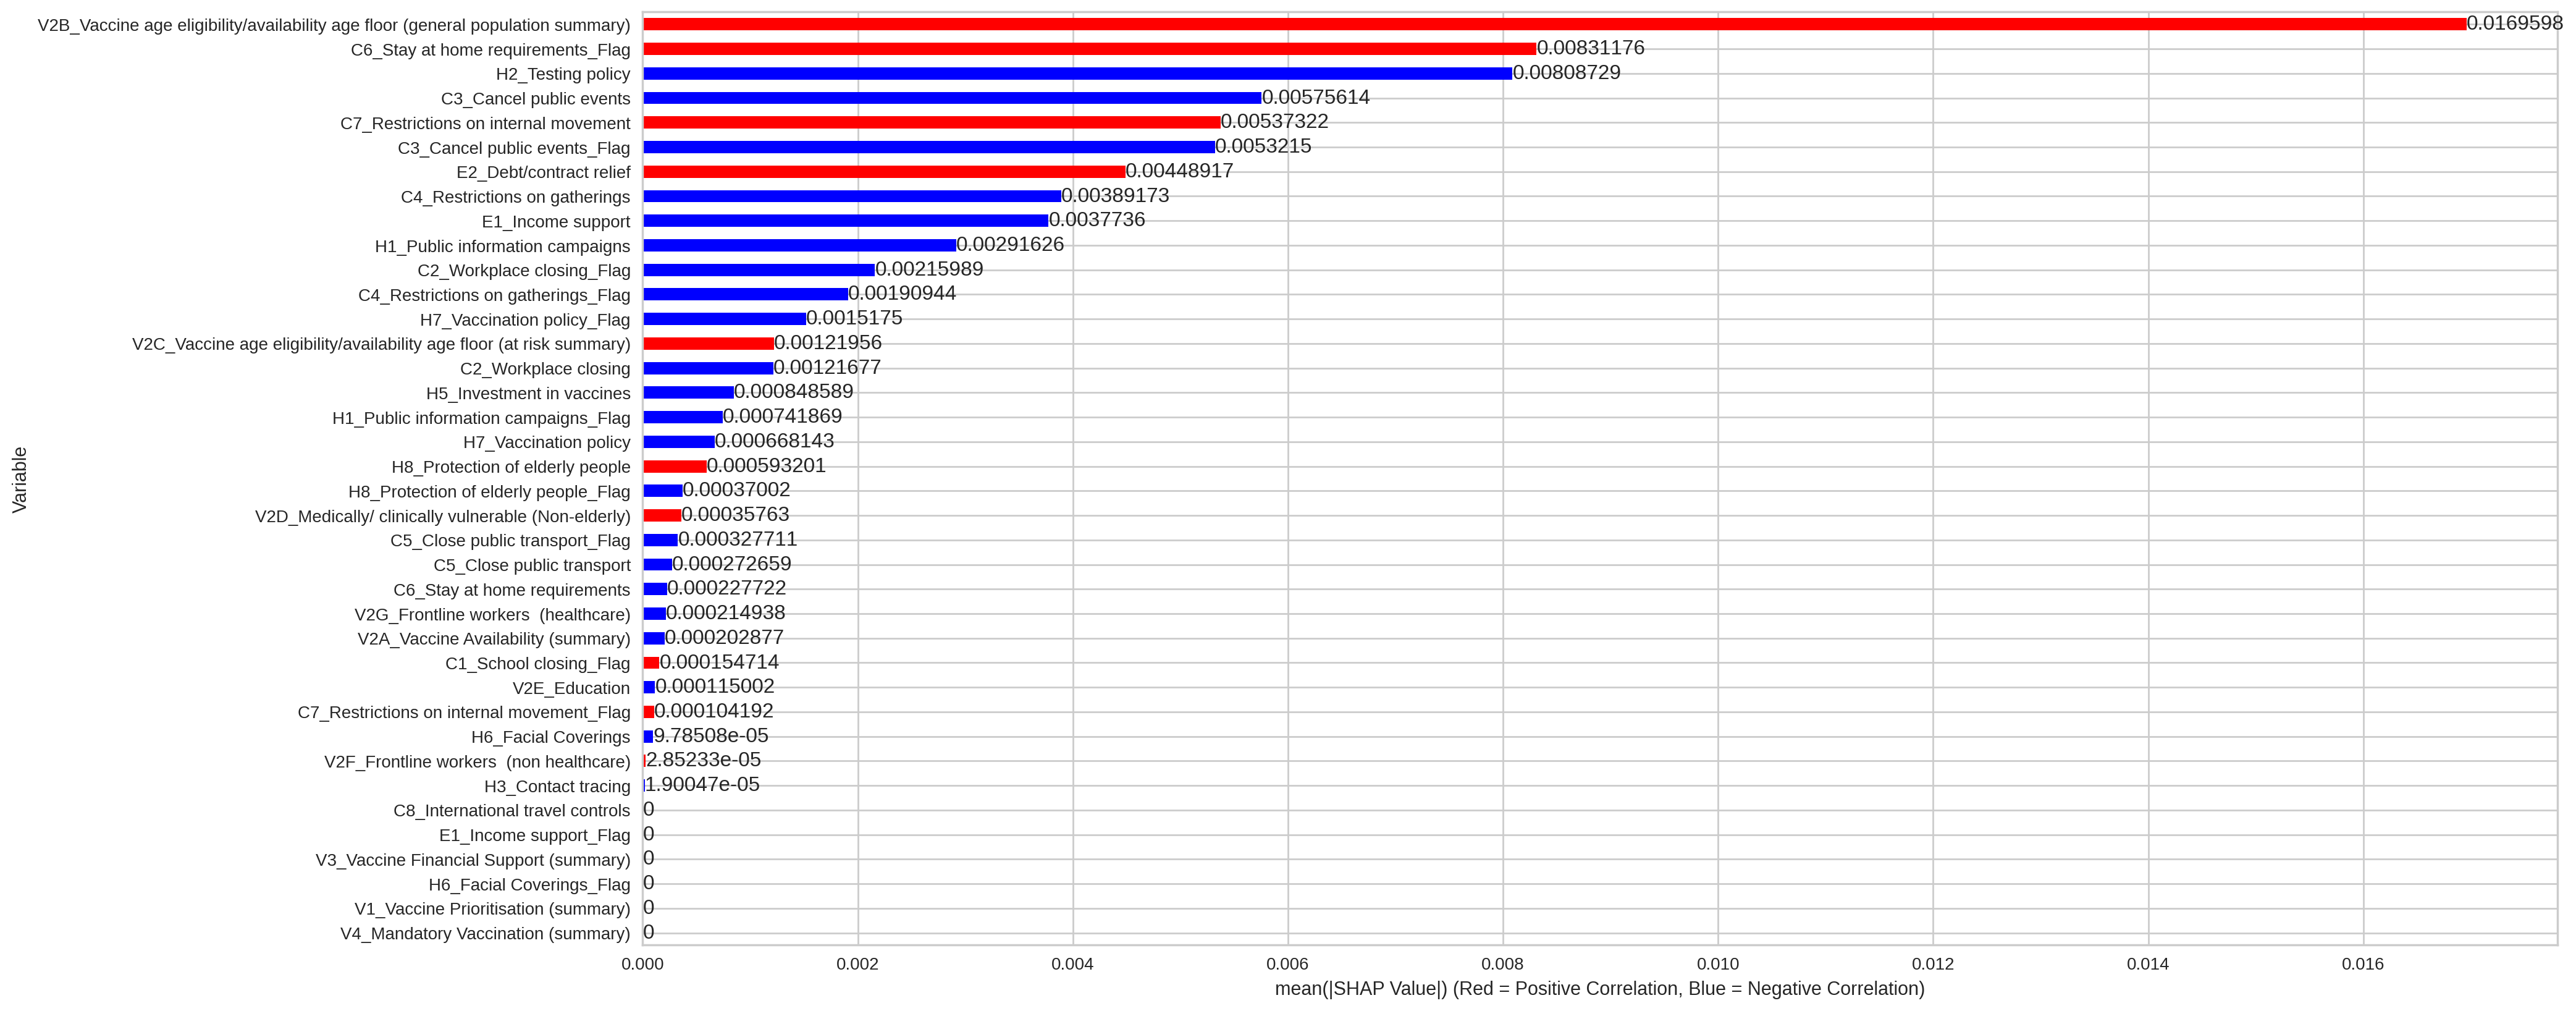 V2B_Vaccine age eligibility/availability age floor (general population summary) 0.0169598
C6_Stay at home requirements_Flag 0.00831176
H2_Testing policy 0.00808729
C3_Cancel public events 0.00575614
C7_Restrictions on internal movement 0.00537322
C3_Cancel public events_Flag 0.0053215
E2_Debt/contract relief 0.00448917
C4_Restrictions on gatherings 0.00389173
E1_Income support 0.0037736
H1_Public information campaigns 0.00291626
C2_Workplace closing_Flag 0.00215989
C4_Restrictions on gatherings_Flag 0.00190944
H7_Vaccination policy_Flag 0.0015175
V2C_Vaccine age eligibility/availability age floor (at risk summary) 0.00121956
C2_Workplace closing 0.00121677
H5_Investment in vaccines 0.000848589
H1_Public information campaigns_Flag 0.000741869
H7_Vaccination policy 0.000668143
H8_Protection of elderly people 0.000593201
H8_Protection of elderly people_Flag 0.00037002
V2D_Medically/ clinically vulnerable (Non-elderly) 0.00035763
C5_Close public transport_Flag 0.000327711
C5_Close public transport 0.000272659
C6_Stay at home requirements 0.000227722
V2G_Frontline workers  (healthcare) 0.000214938
V2A_Vaccine Availability (summary) 0.000202877
C1_School closing_Flag 0.000154714
V2E_Education 0.000115002
C7_Restrictions on internal movement_Flag 0.000104192
H6_Facial Coverings 9.78508e-05
V2F_Frontline workers  (non healthcare) 2.85233e-05
H3_Contact tracing 1.90047e-05
C8_International travel controls 0
E1_Income support_Flag 0
V3_Vaccine Financial Support (summary) 0
H6_Facial Coverings_Flag 0
V1_Vaccine Prioritisation (summary) 0
V4_Mandatory Vaccination (summary) 0
Variable
0.000 0.002 0.004 0.006 0.008 0.010 0.012 0.014 0.016
mean(|SHAP Value|) (Red = Positive Correlation, Blue = Negative Correlation)